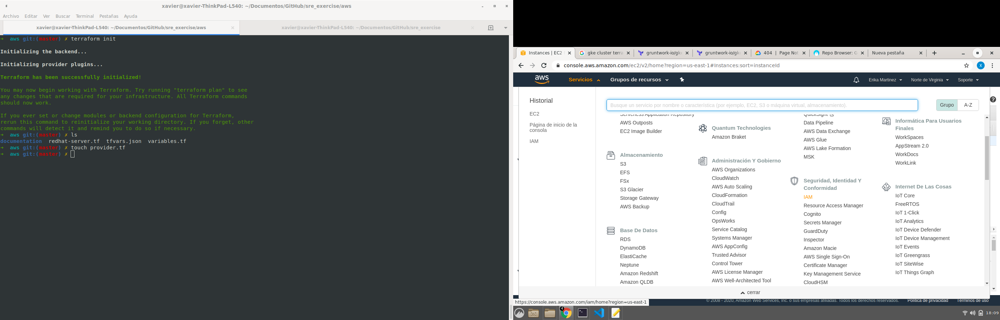 xavier@xavier-ThinkPad-L540: ~/Documentos/GitHub/sre_exercise/aws
Archivo Editar Ver Buscar Terminal Pestañas Ayuda
xavier@xavier-ThinkPad-L540: ~/Documentos/GitHub/sre_exercise/aws
xavier@xavier-ThinkPad-L540: ~/Documentos/GitHub/sre_exercise
➜ aws git:(master) ✗ terraform init
Initializing the backend...
Initializing provider plugins...
Terraform has been successfully initialized!
You may now begin working with Terraform. Try running "terraform plan" to see
any changes that are required for your infrastructure. All Terraform commands
should now work.
If you ever set or change modules or backend configuration for Terraform,
rerun this command to reinitialize your working directory. If you forget, other
commands will detect it and remind you to do so if necessary.
➜ aws git:(master) ✗ ls
documentation redhat-server.tf tfvars.json variables.tf
➜ aws git:(master) ✗ touch provider.tf
➜ aws git:(master) ✗
Instances | EC2
gke cluster terra
gruntwork-io/gke
gruntwork-io/gke
404 | Page Not
Repo Browser: G
Nueva pestaña
console.aws.amazon.com/ec2/v2/home?region=us-east-1#Instances:sort=instanceId
X
aws Servicios Grupos de recursos Erika Martinez Norte de Virginia Soporte
Historial
EC2
Página de inicio de la
consola
IAM
Busque un servicio por nombre o característica (por ejemplo, EC2, S3 o máquina virtual, almacenamiento).
Grupo A-Z
Serverless Application Repository
AWS Outposts
EC2 Image Builder
Almacenamiento
S3
EFS
FSx
S3 Glacier
Storage Gateway
AWS Backup
Base De Datos
RDS
DynamoDB
ElastiCache
Neptune
Amazon Redshift
Amazon QLDB
Quantum Technologies
Amazon Braket
Administración Y Gobierno
AWS Organizations
CloudWatch
AWS Auto Scaling
CloudFormation
CloudTrail
Config
OpsWorks
Service Catalog
Systems Manager
AWS AppConfig
Trusted Advisor
Control Tower
AWS License Manager
AWS Well-Architected Tool
QuickSight
Data Pipeline
AWS Data Exchange
AWS Glue
AWS Lake Formation
MSK
Seguridad, Identidad Y
Conformidad
IAM
Resource Access Manager
Cognito
Secrets Manager
GuardDuty
Inspector
Amazon Macie
AWS Single Sign-On
Certificate Manager
Key Management Service
CloudHSM
Informática Para Usuarios
Finales
WorkSpaces
AppStream 2.0
WorkDocs
WorkLink
Internet De Las Cosas
IoT Core
FreeRTOS
IoT 1-Click
IoT Analytics
IoT Device Defender
IoT Device Management
IoT Events
IoT Greengrass
IoT SiteWise
IoT Things Graph
cerrar
https://console.aws.amazon.com/iam/home?region=us-east-1
© 2008 - 2020, Amazon Web Services, Inc. o sus empresas afiliadas. Todos los derechos reservados. Política de privacidad Términos de uso
4
18:09